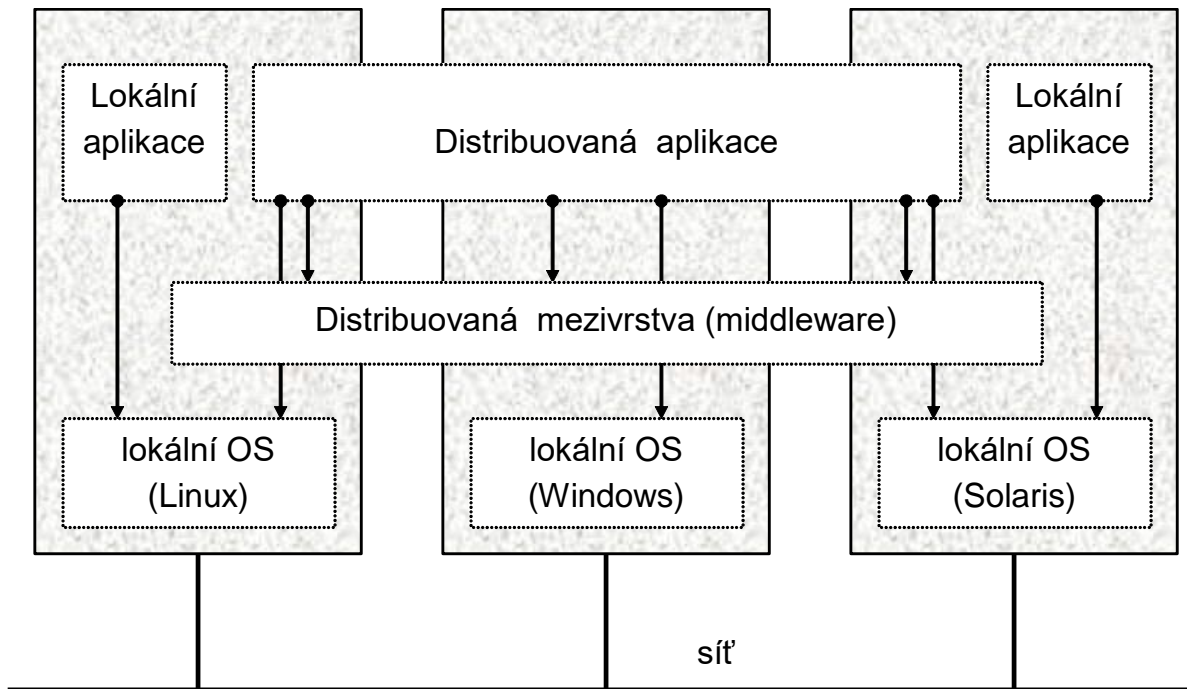 Lokální
aplikace
Distribuovaná aplikace
Lokální
aplikace
Distribuovaná mezivrstva (middleware)
lokální OS
(Linux)
lokální OS
(Windows)
lokální OS
(Solaris)
síť